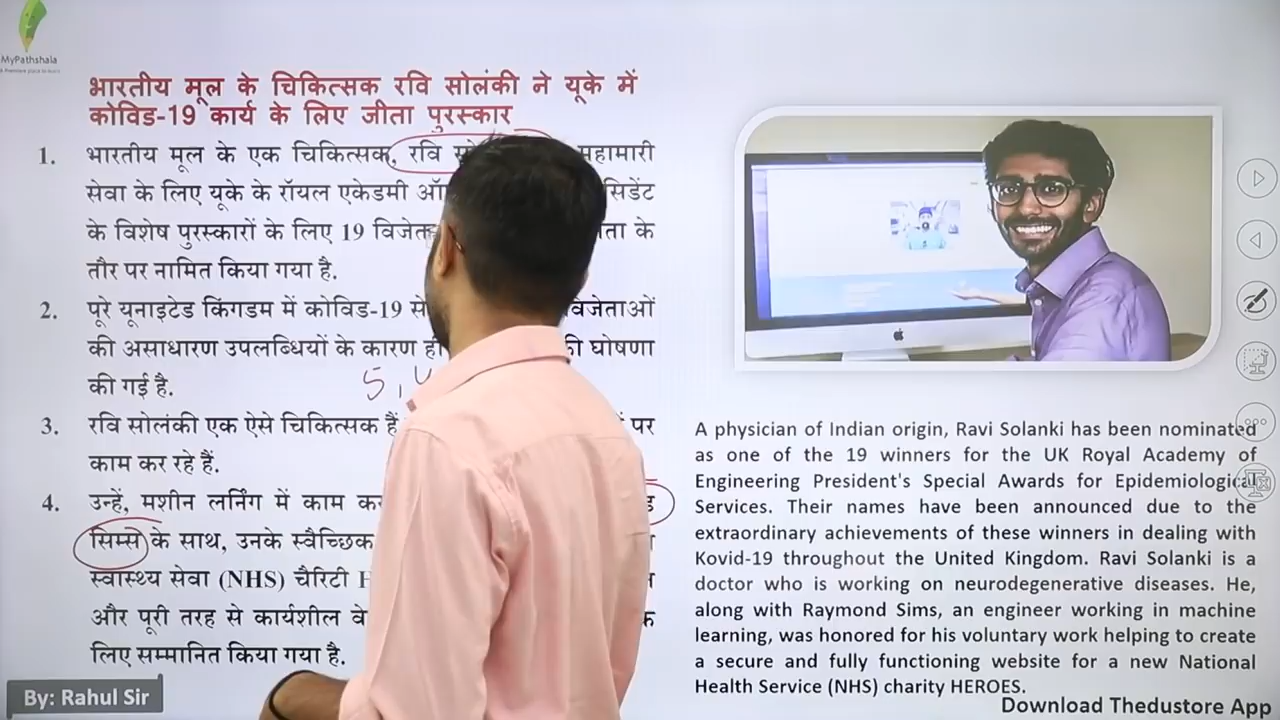 MyPathshala
भारतीय मूल के चिकित्सक रवि सोलंकी ने यूके में
कोविड-19 कार्य के लिए जीता पुरस्कार
1. भारतीय मूल के एक चिकित्सक, रवि महामारी
सेवा के लिए यूके के रॉयल एकेडमी
के विशेष पुरस्कारों के लिए 19 के
तौर पर नामित किया गया है.
2. पूरे यूनाइटेड किंगडम में कोविड-19 से विजेताओं
की असाधारण उपलब्धियों के कारण ही की घोषणा
की गई है.
5,
3. रवि सोलंकी एक ऐसे चिकित्सक हैं पर
काम कर रहे हैं.
4. उन्हें, मशीन लर्निंग में काम
सिम्से के साथ, उनके स्वैच्छिक
स्वास्थ्य सेवा (NHS) चैरिटी
और पूरी तरह से कार्यशील
लिए सम्मानित किया गया है.
By: Rahul Sir
A physician of Indian origin, Ravi Solanki has been nominated
as one of the 19 winners for the UK Royal Academy of
Engineering President's Special Awards for Epidemiological
Services. Their names have been announced due to the
extraordinary achievements of these winners in dealing with
Kovid-19 throughout the United Kingdom. Ravi Solanki is a
doctor who is working on neurodegenerative diseases. He,
along with Raymond Sims, an engineer working in machine
learning, was honored for his voluntary work helping to create
a secure and fully functioning website for a new National
Health Service (NHS) charity HEROES.
Download Thedustore App